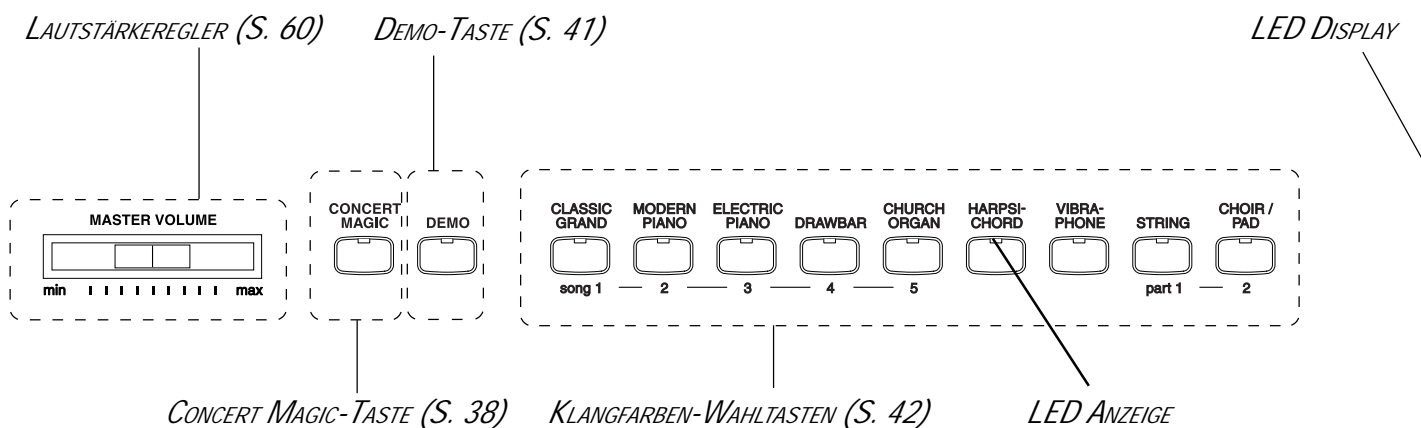 LAUTSTÄRKEREGLER (S. 60) DEMO-TASTE (S. 41) LED DISPLAY
MASTER VOLUME
min max
CONCERT
MAGIC
DEMO
CLASSIC
GRAND
MODERN
PIANO
ELECTRIC
PIANO
DRAWBAR
CHURCH
ORGAN
HARPSI-
CHORD
VIBRA-
PHONE
STRING
CHOIR /
PAD
song 1 — 2 — 3 — 4 — 5 part 1 — 2
CONCERT MAGIC-TASTE (S. 38) KLANGFARBEN-WAHLTASTEN (S. 42) LED ANZEIGE